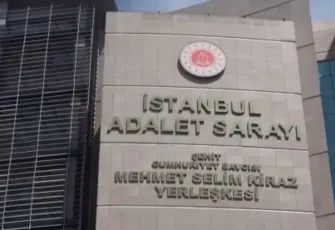 İSTANBUL
ADALET SARAYI
ŞEHİT
CUMHURİYET SAVCISI
MEHMET SELİM KİRAZ
YERLEŞKESİ